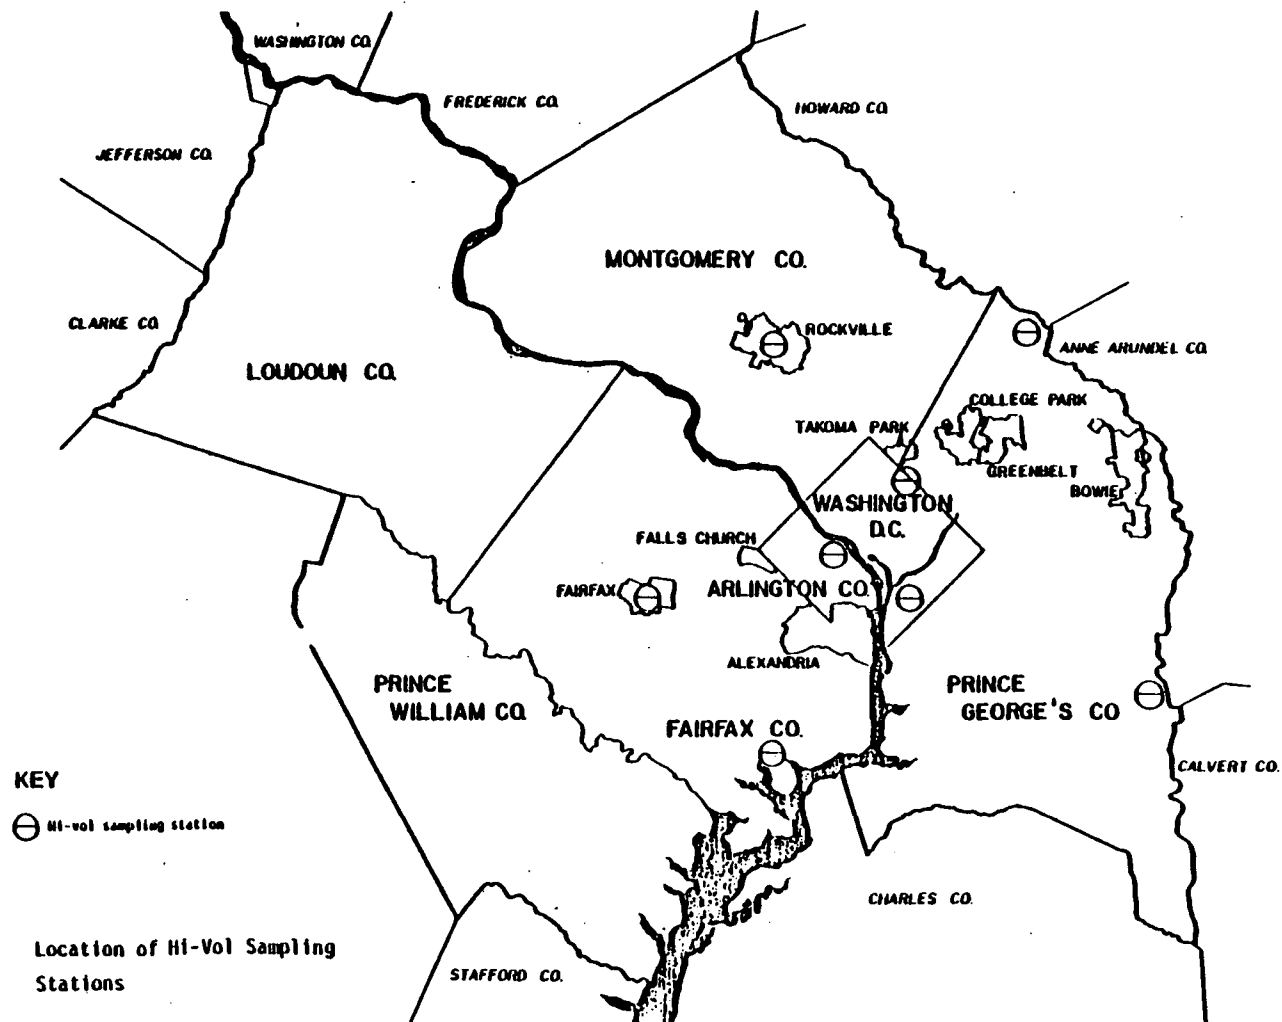 WASHINGTON CO.
FREDERICK CO.
HOWARD CO.
JEFFERSON CO.
MONTGOMERY CO.
CLARKE CO.
ROCKVILLE
ANNE ARUNDEL CO.
LOUDOUN CO.
COLLEGE PARK
TAKOMA PARK
GREENBELT
BOWIE
WASHINGTON
D.C.
FALLS CHURCH
FAIRFAX
ARLINGTON CO.
ALEXANDRIA
PRINCE
WILLIAM CO.
PRINCE
GEORGE'S CO
FAIRFAX CO.
CALVERT CO.
KEY
Hi-vol sampling station
CHARLES CO.
Location of Hi-Vol Sampling
Stations
STAFFORD CO.